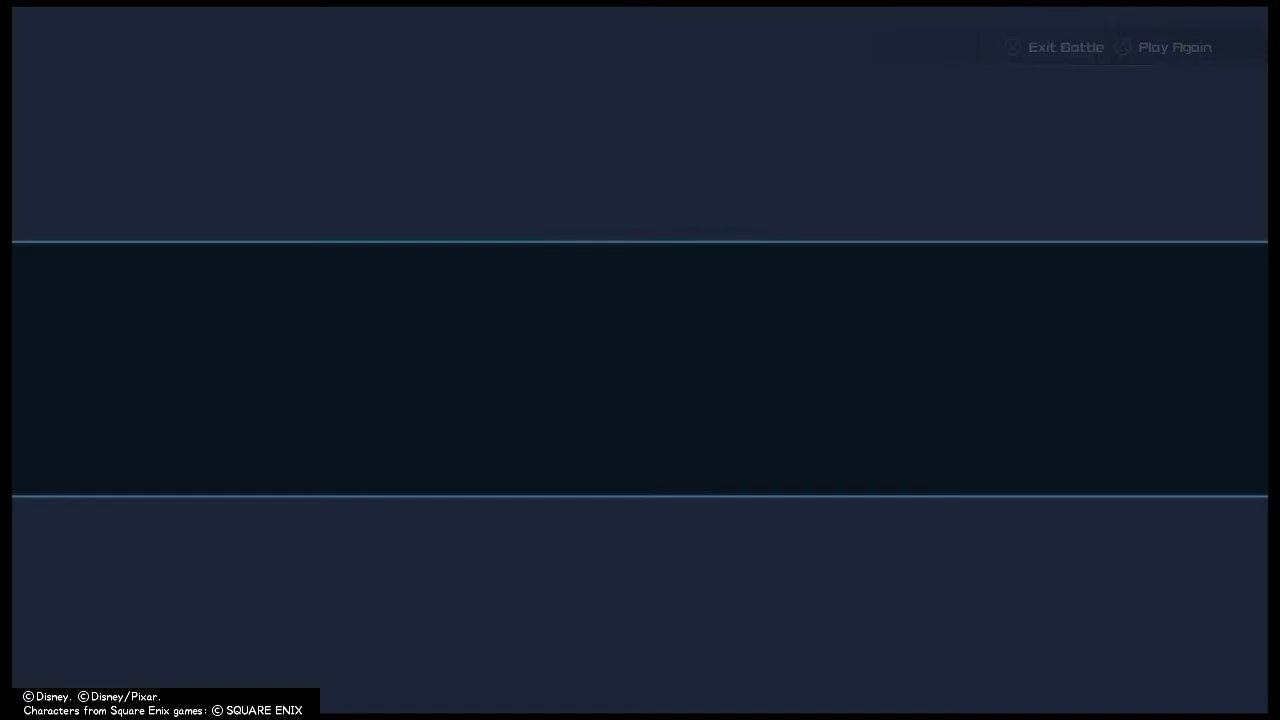 Exit Battle Play Again
©Disney. ©Disney/Pixar.
Characters from Square Enix games: © SQUARE ENIX